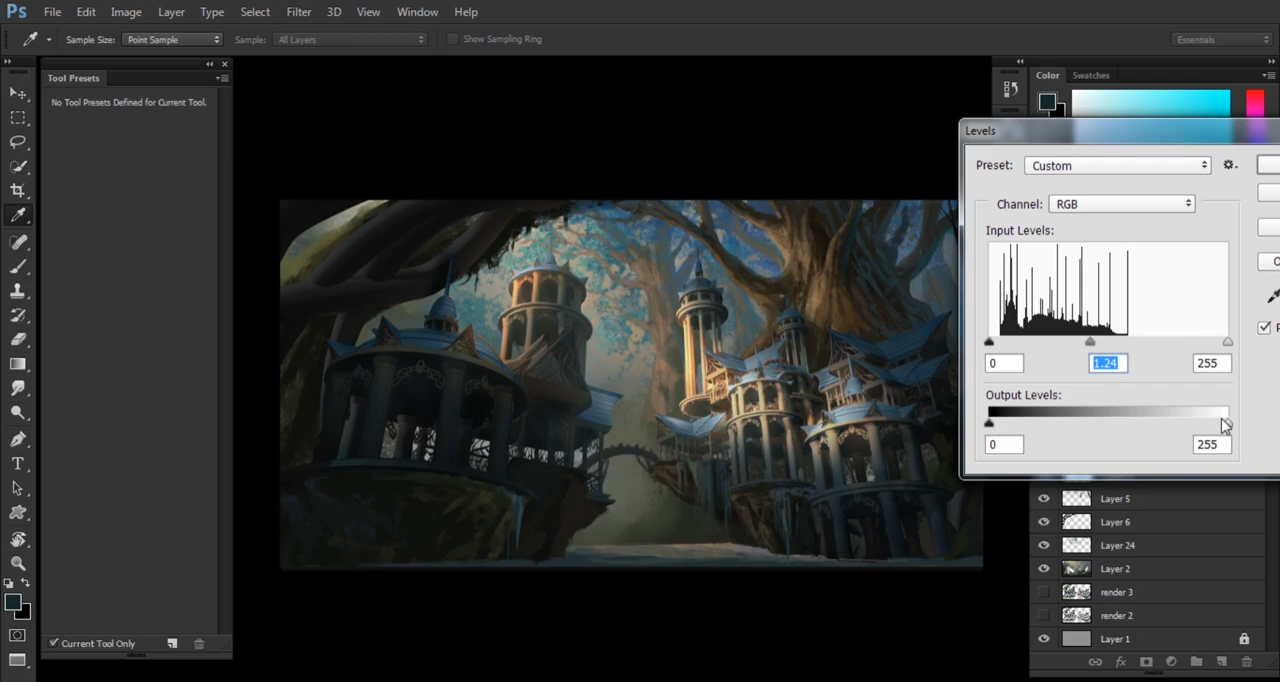 Ps File Edit Image Layer Type Select Filter 3D View Window Help
Sample Size: Point Sample Sample: All Layers Show Sampling Ring Essentials
Tool Presets
No Tool Presets Defined for Current Tool.
Current Tool Only
Color Swatches
Levels
Preset: Custom
Channel: RGB
Input Levels:
0 1.24 255
Output Levels:
0 255
Layer 5
Layer 6
Layer 24
Layer 2
render 3
render 2
Layer 1
fx